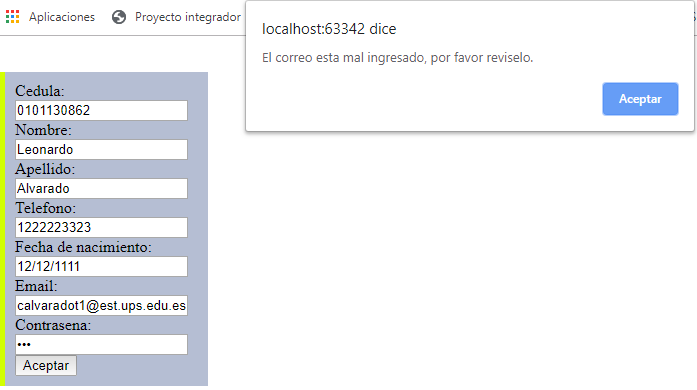 Aplicaciones
Proyecto integrador
localhost:63342 dice
El correo esta mal ingresado, por favor reviselo.
Aceptar
Cedula:
0101130862
Nombre:
Leonardo
Apellido:
Alvarado
Telefono:
1222223323
Fecha de nacimiento:
12/12/1111
Email:
calvaradot1@est.ups.edu.es
Contrasena:
•••
Aceptar